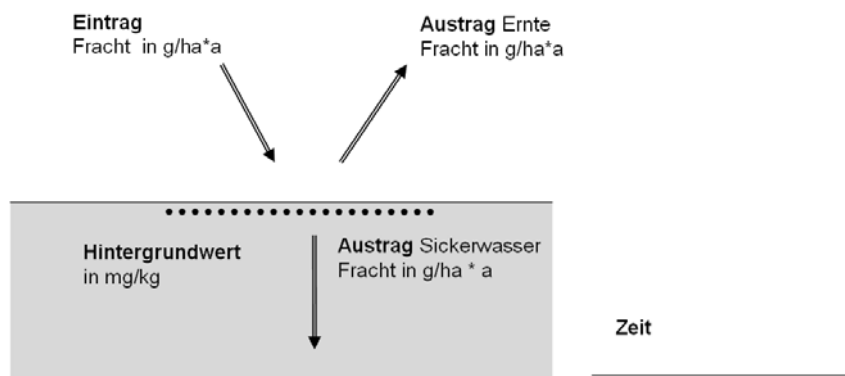 Eintrag
Fracht in g/ha*a
Austrag Ernte
Fracht in g/ha*a
Hintergrundwert
in mg/kg
Austrag Sickerwasser
Fracht in g/ha * a
Zeit